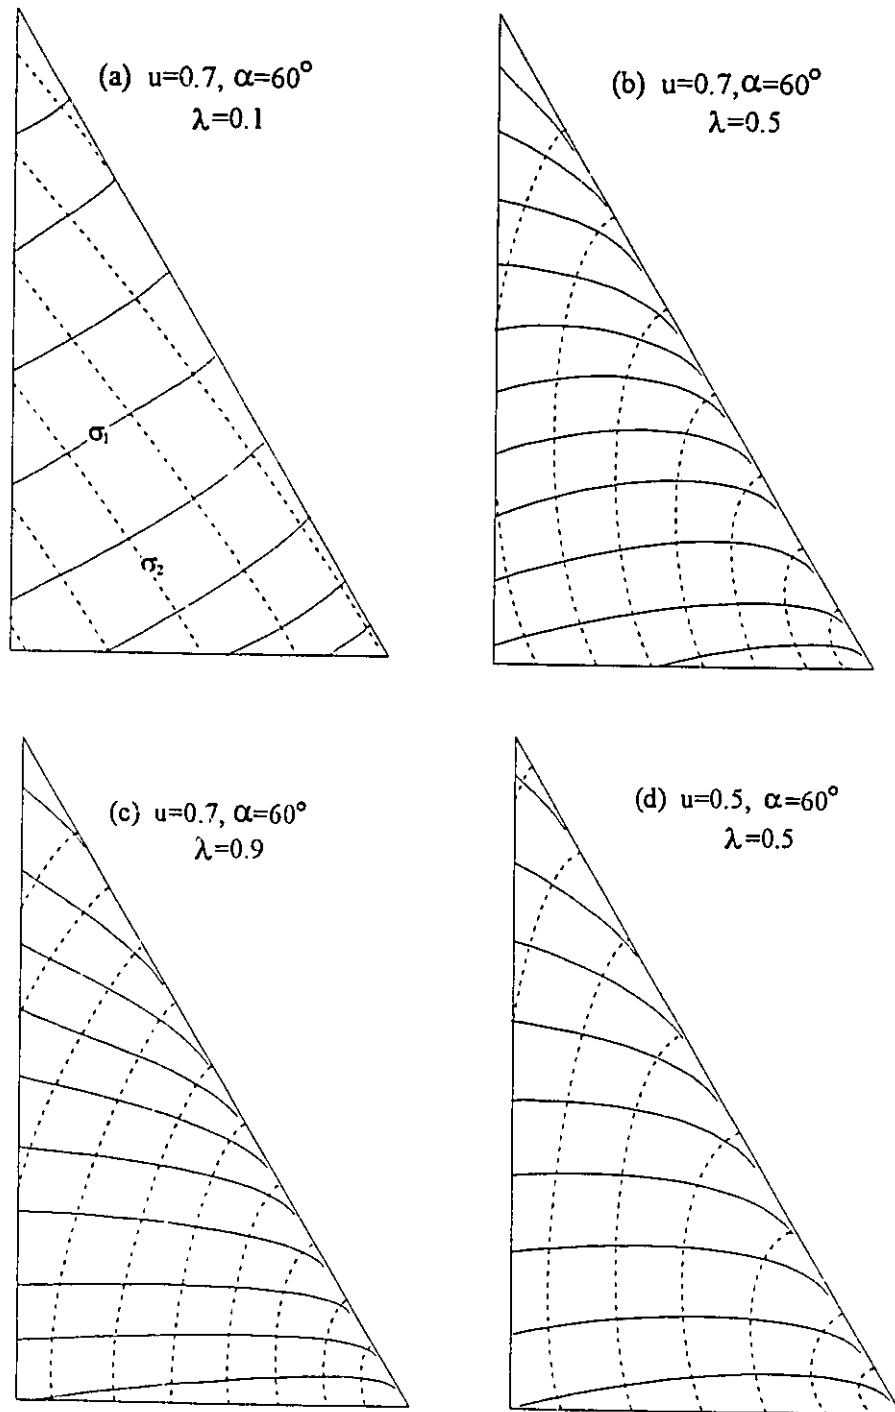 (a) u=0.7, α=60°
λ=0.1
(b) u=0.7,α=60°
λ=0.5
σ₁
σ₂
(c) u=0.7, α=60°
λ=0.9
(d) u=0.5, α=60°
λ=0.5